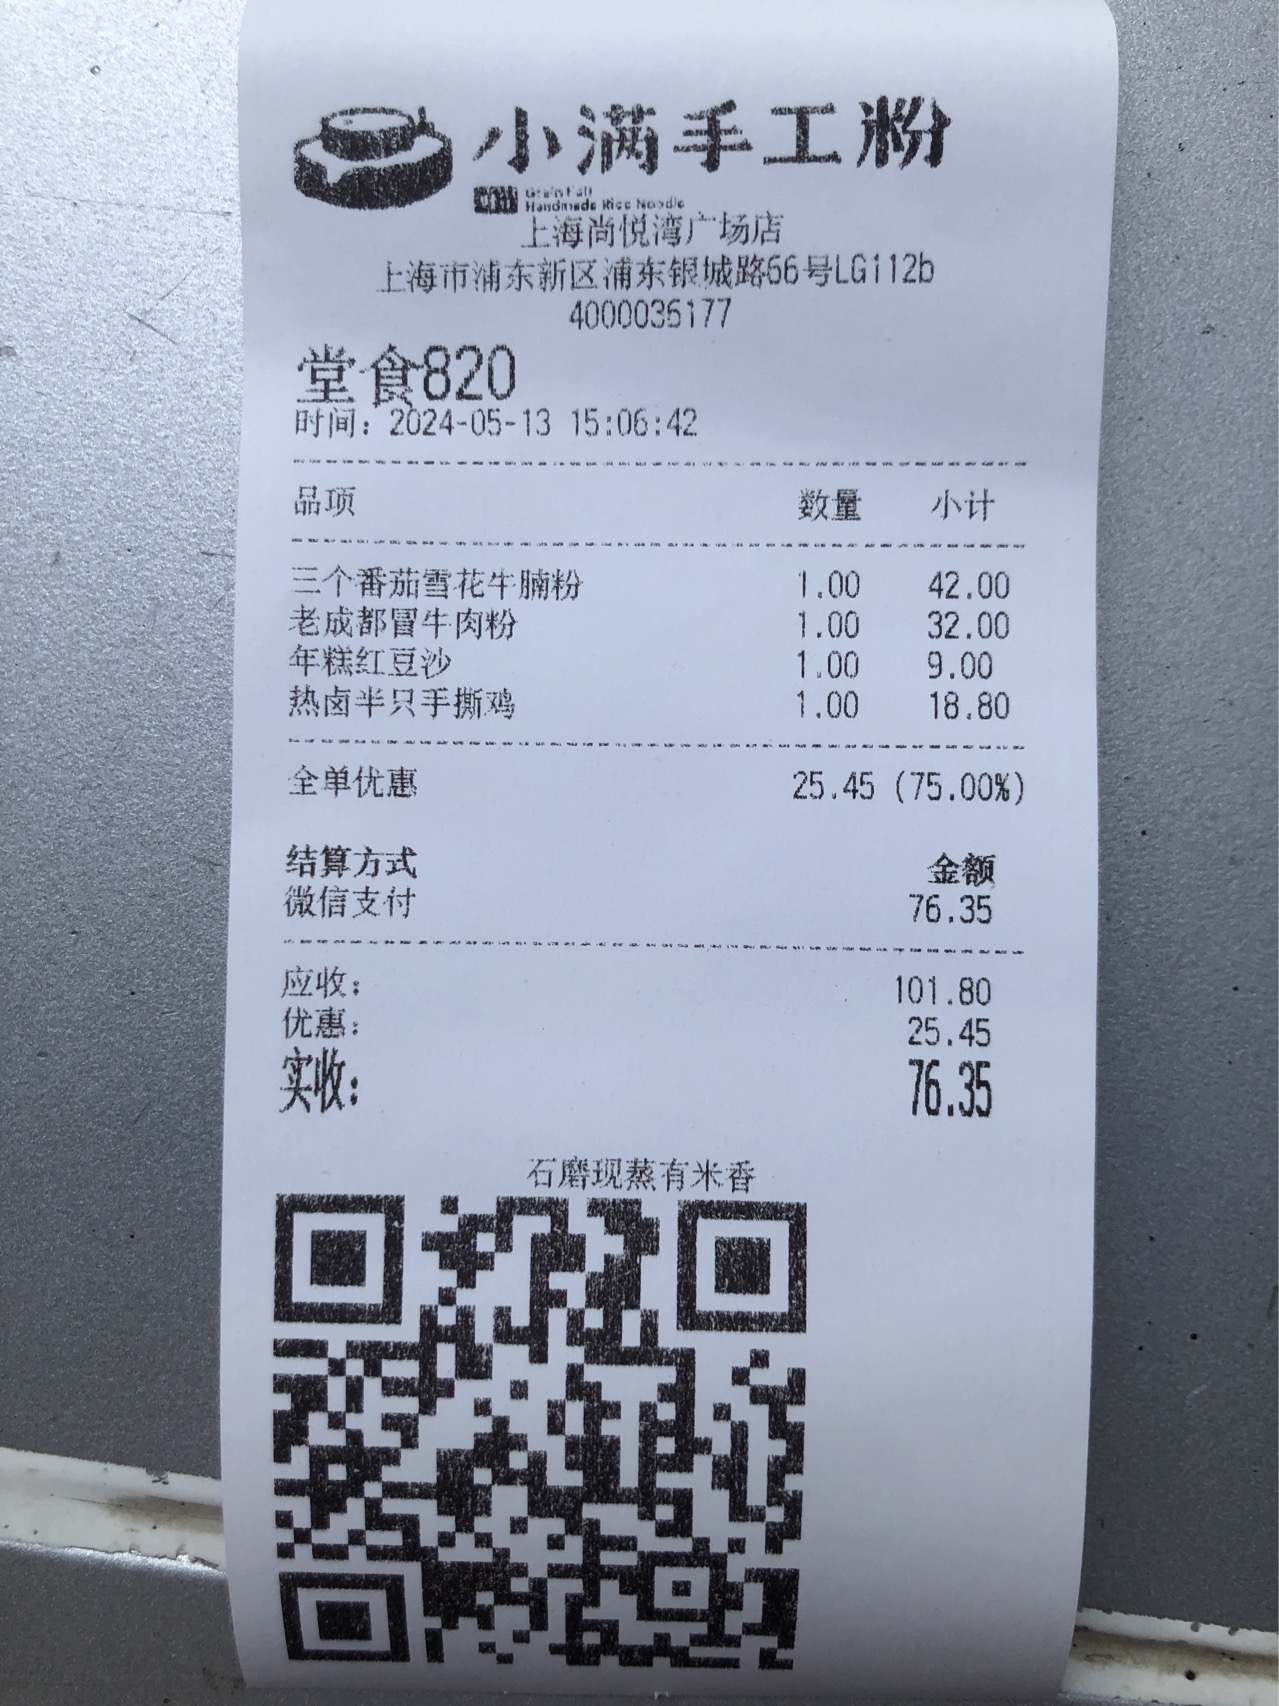 小满手工粉
Grain Full
Handmade Rice Noodle
上海尚悦湾广场店
上海市浦东新区浦东银城路66号LG112b
4000036177
堂食820
时间：2024-05-13 15:06:42
品项 数量 小计
三个番茄雪花牛腩粉 1.00 42.00
老成都冒牛肉粉 1.00 32.00
年糕红豆沙 1.00 9.00
热卤半只手撕鸡 1.00 18.80
全单优惠 25.45 (75.00%)
结算方式 金额
微信支付 76.35
应收： 101.80
优惠： 25.45
实收： 76.35
石磨现蒸有米香